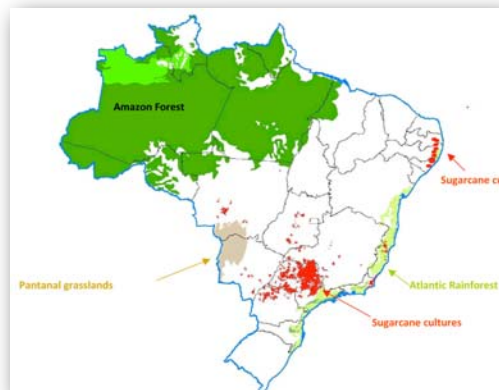 Amazon Forest
Sugarcane cu
Pantanal grasslands
Atlantic Rainforest
Sugarcane cultures